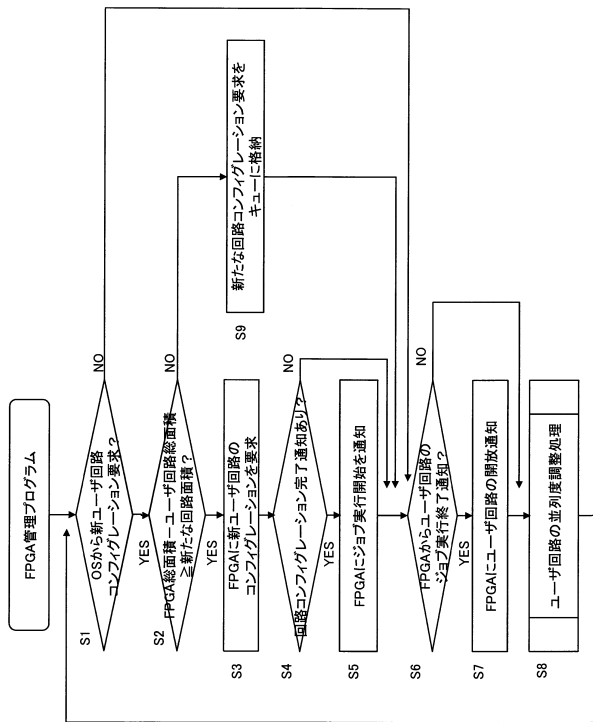 FPGA管理プログラム
S1
OSから新ユーザ回路
コンフィグレーション要求？
NO
YES
S2
FPGA総面積－ユーザ回路総面積
≧新たな回路面積？
NO
YES
S9
新たな回路コンフィグレーション要求を
キューに格納
S3
FPGAに新ユーザ回路の
コンフィグレーションを要求
S4
回路コンフィグレーション完了通知あり？
NO
YES
S5
FPGAにジョブ実行開始を通知
S6
FPGAからユーザ回路の
ジョブ実行終了通知？
NO
YES
S7
FPGAにユーザ回路の開放通知
S8
ユーザ回路の並列度調整処理